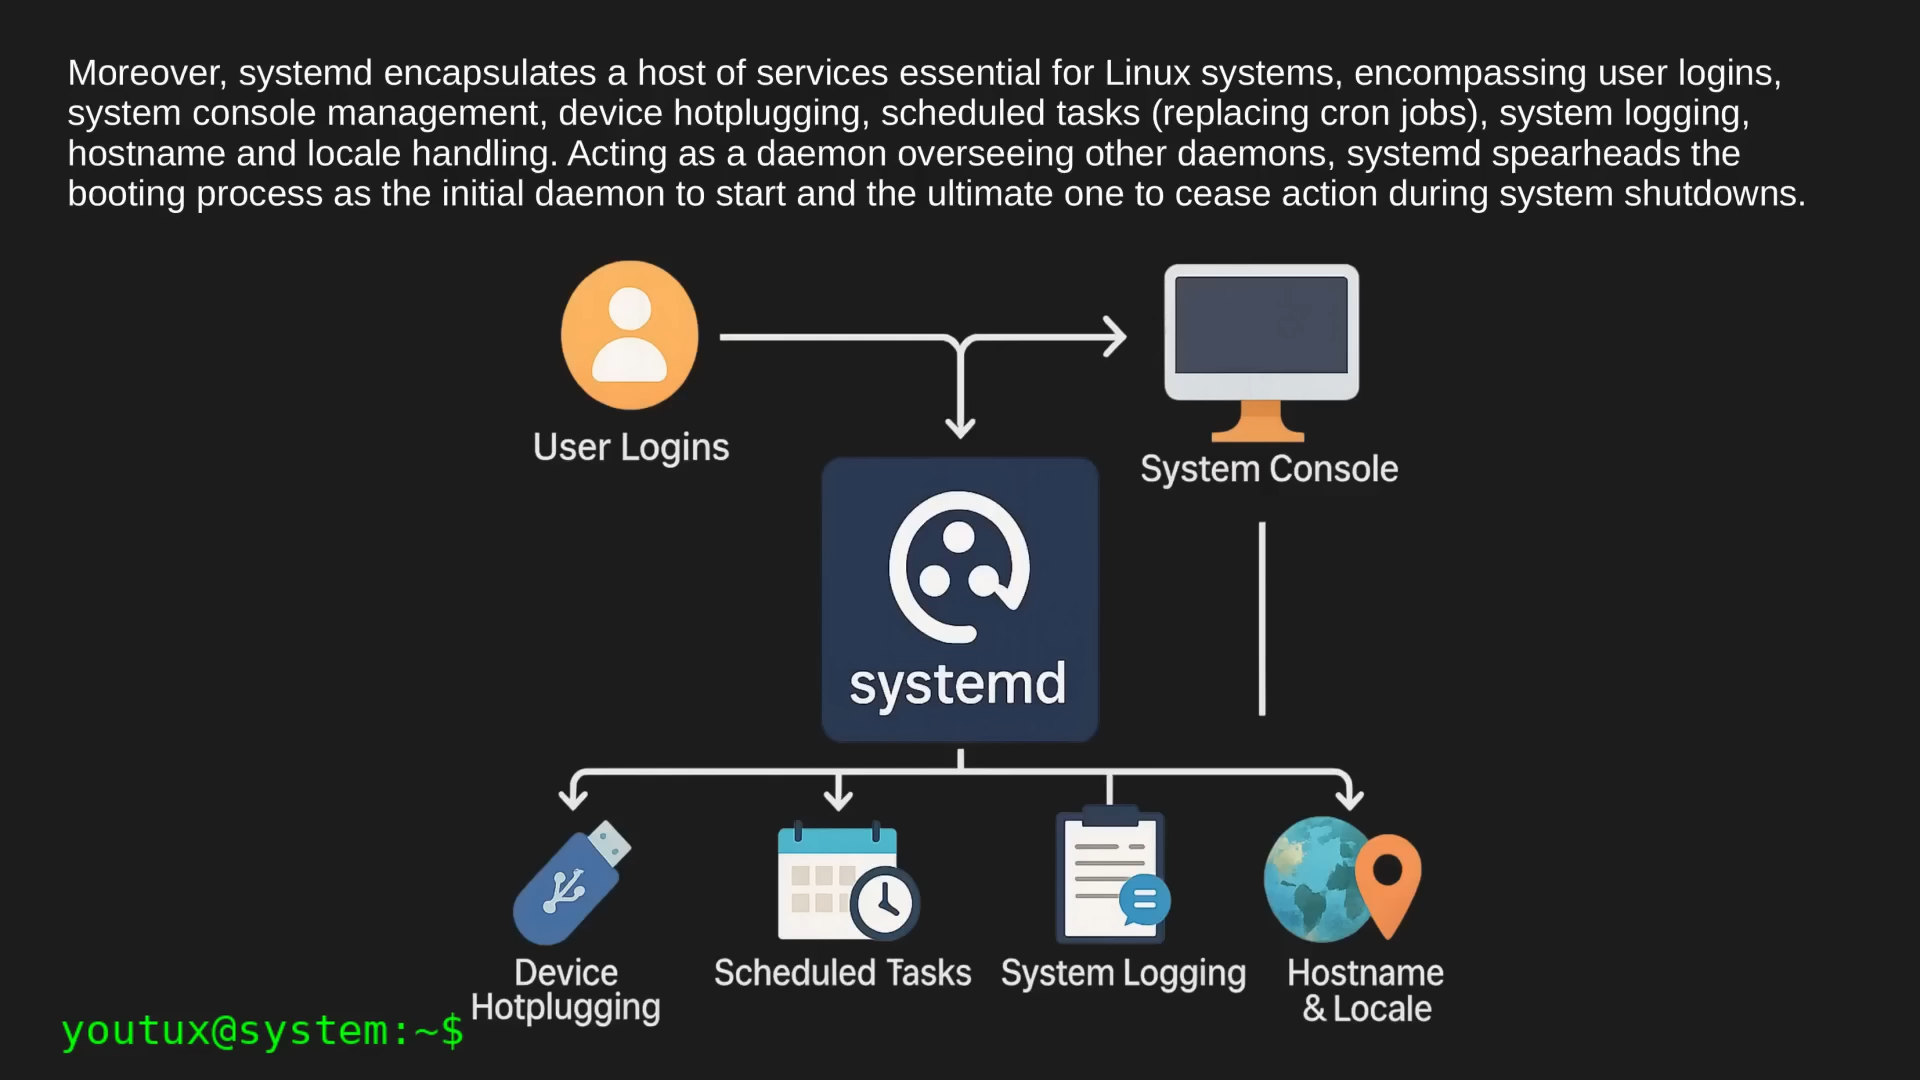 Moreover, systemd encapsulates a host of services essential for Linux systems, encompassing user logins,
system console management, device hotplugging, scheduled tasks (replacing cron jobs), system logging,
hostname and locale handling. Acting as a daemon overseeing other daemons, systemd spearheads the
booting process as the initial daemon to start and the ultimate one to cease action during system shutdowns.
User Logins
System Console
systemd
Device
Hotplugging
Scheduled Tasks
System Logging
Hostname
& Locale
youtux@system:~$